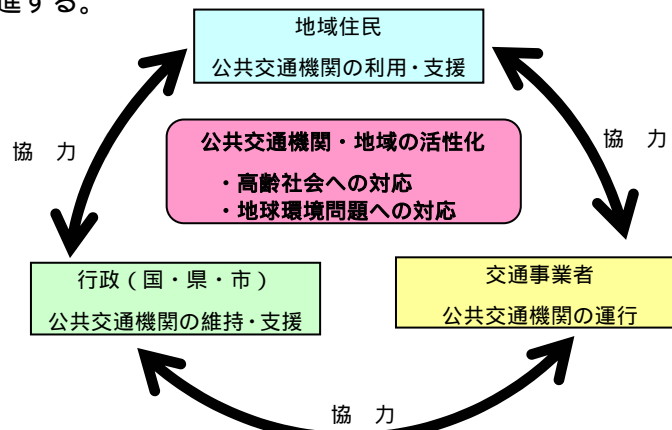 進する。
地域住民
公共交通機関の利用・支援
協　力
協　力
公共交通機関・地域の活性化
・高齢社会への対応
・地球環境問題への対応
行政（国・県・市）
公共交通機関の維持・支援
交通事業者
公共交通機関の運行
協　力